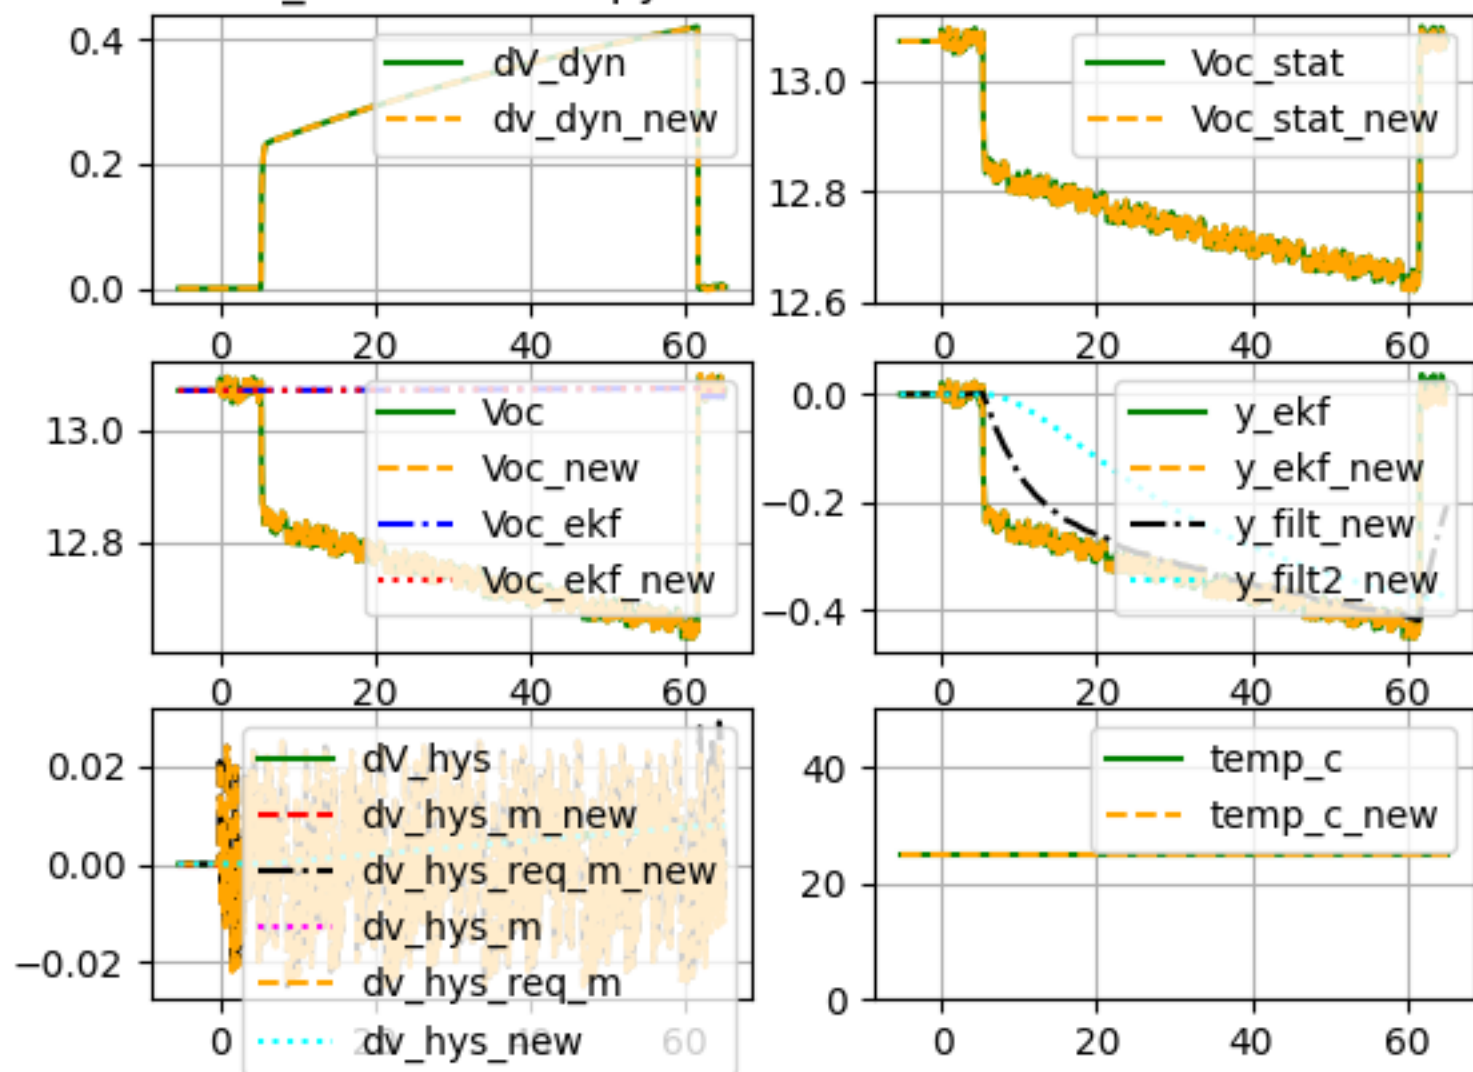 0.4
0.2
0.0
dV_dyn
dv_dyn_new
0 20 40 60
13.0
12.8
12.6
Voc_stat
Voc_stat_new
0 20 40 60
13.0
12.8
Voc
Voc_new
Voc_ekf
Voc_ekf_new
0 20 40 60
0.0
−0.2
−0.4
y_ekf
y_ekf_new
y_filt_new
y_filt2_new
0 20 40 60
0.02
0.00
−0.02
dV_hys
dv_hys_m_new
dv_hys_req_m_new
dv_hys_m
dv_hys_req_m
dv_hys_new
0 20 60
40
20
0
temp_c
temp_c_new
0 20 40 60